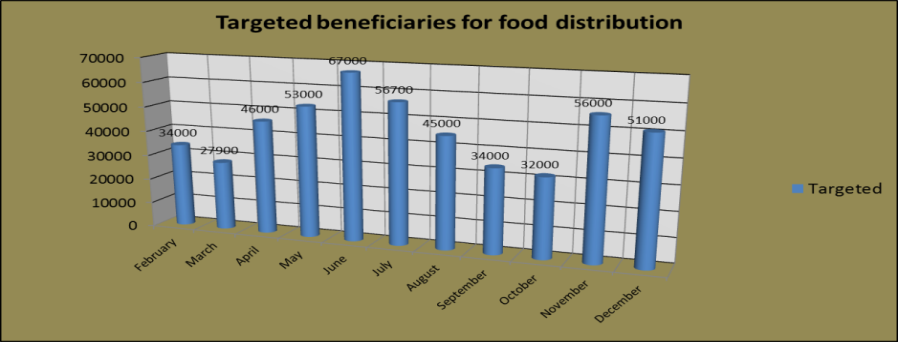 Targeted beneficiaries for food distribution
70000
60000
50000
40000
30000
20000
10000
0
34000
27900
46000
53000
67000
56700
45000
34000
32000
56000
51000
February
March
April
May
June
July
August
September
October
November
December
Targeted